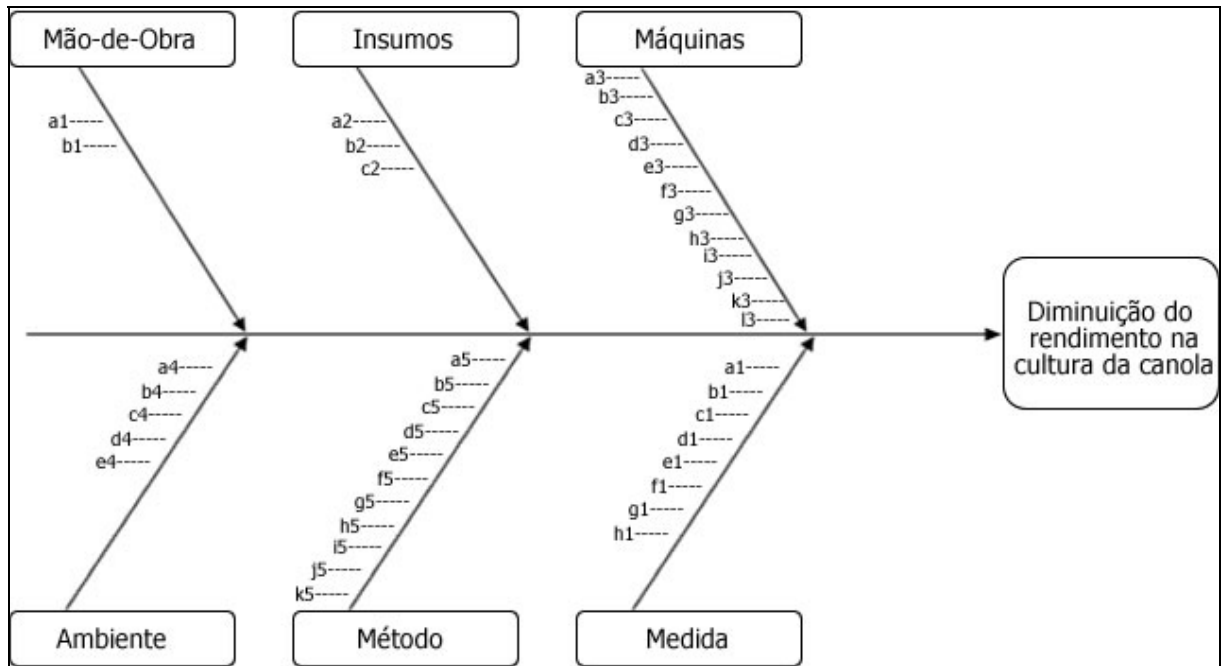 Mão-de-Obra
Insumos
Máquinas
a1-----
b1-----
a2-----
b2-----
c2-----
a3-----
b3-----
c3-----
d3-----
e3-----
f3-----
g3-----
h3-----
i3-----
j3-----
k3-----
l3-----
Diminuição do
rendimento na
cultura da canola
a4-----
b4-----
c4-----
d4-----
e4-----
a5-----
b5-----
c5-----
d5-----
e5-----
f5-----
g5-----
h5-----
i5-----
j5-----
k5-----
a1-----
b1-----
c1-----
d1-----
e1-----
f1-----
g1-----
h1-----
Ambiente
Método
Medida